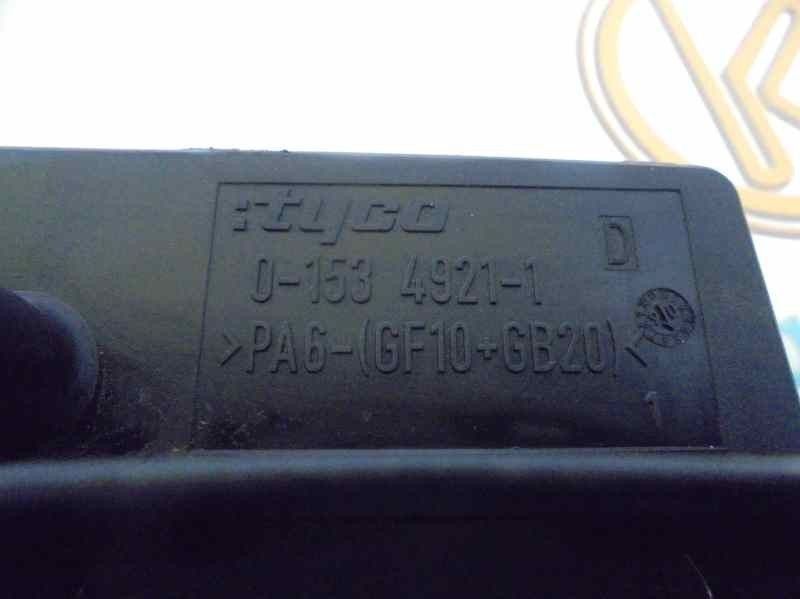 tyco
D
0-153 4921-1
>PA6-(GF10+GB20)<
1